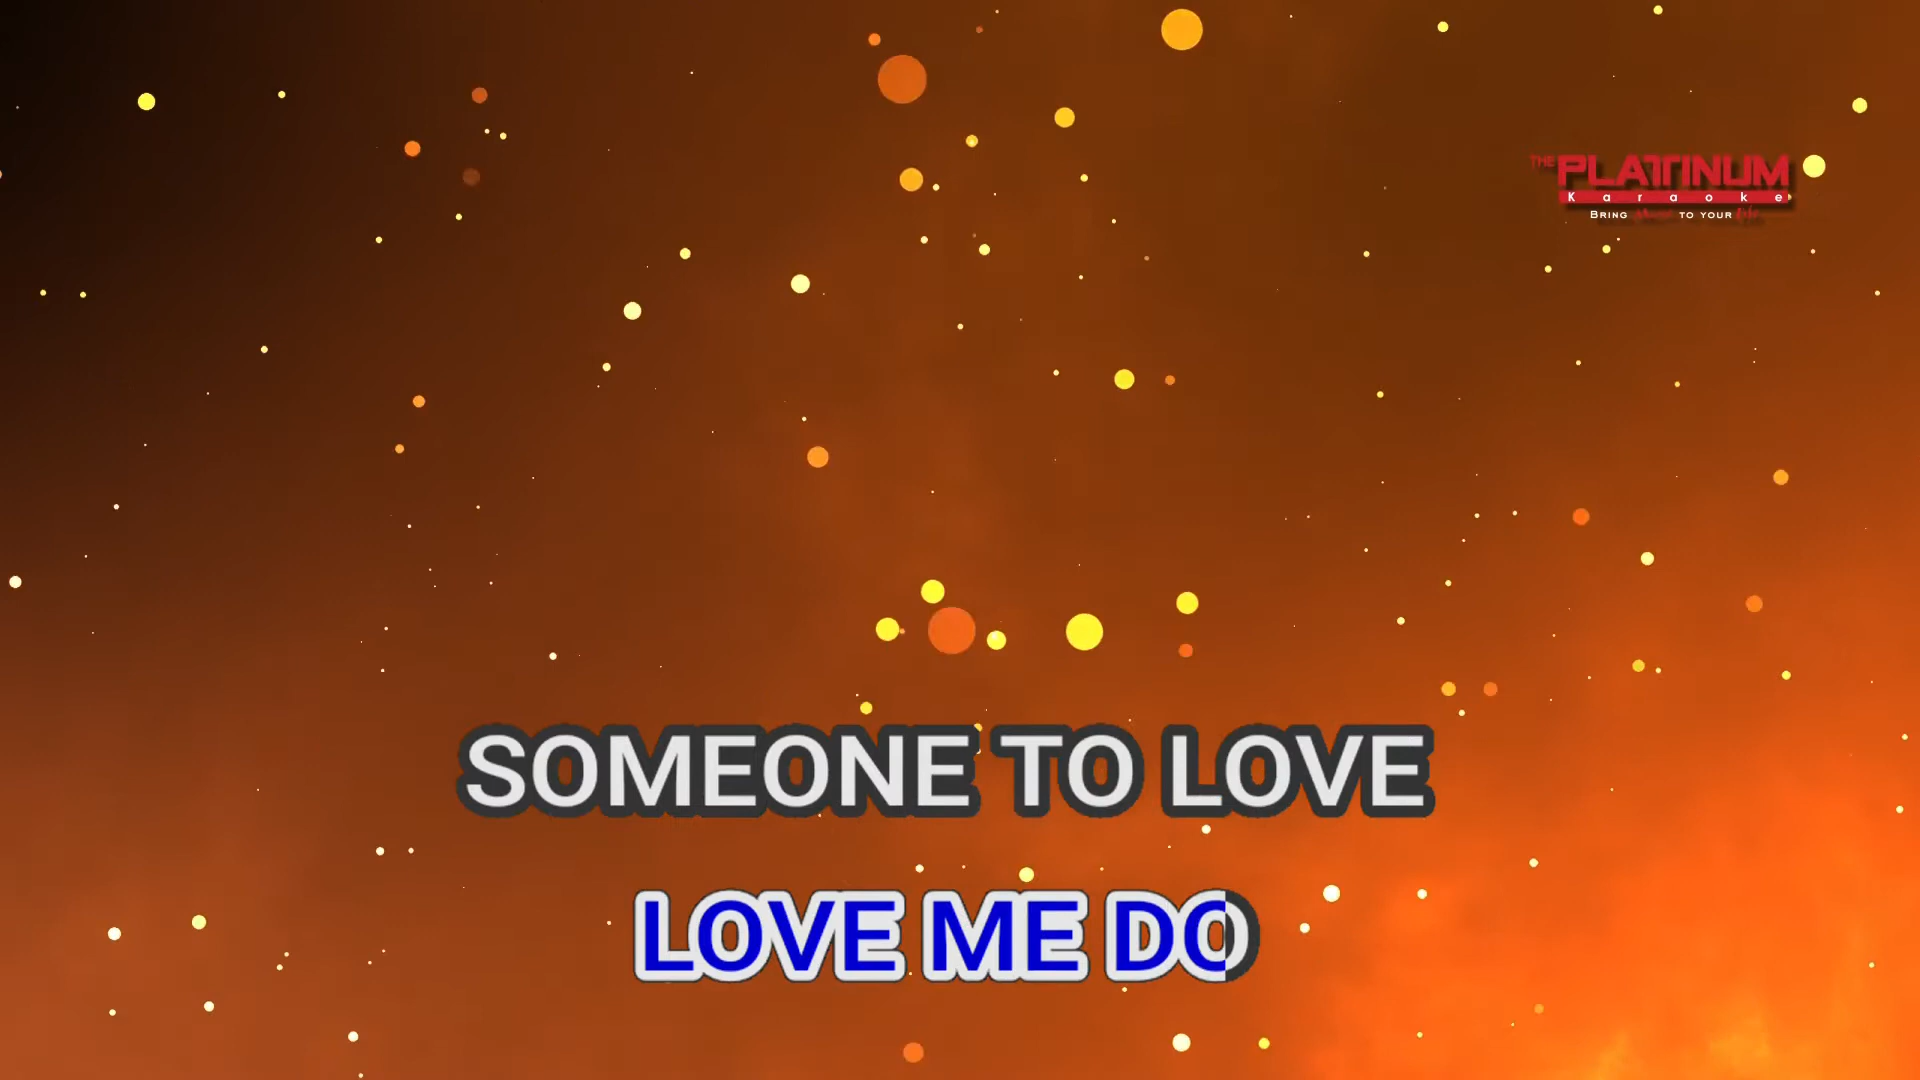 THE PLATINUM
Karaoke
BRING Music TO YOUR Life
SOMEONE TO LOVE
LOVE ME DO